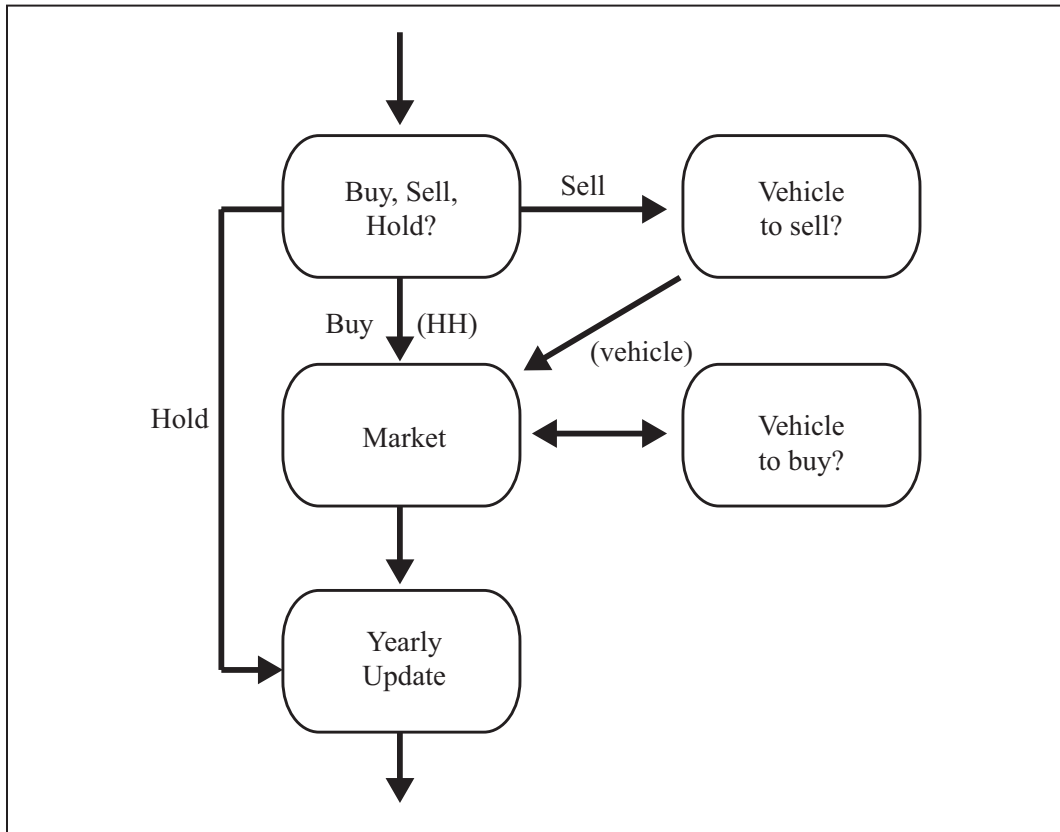 Buy, Sell,
Hold?
Sell
Vehicle
to sell?
Buy
(HH)
(vehicle)
Hold
Market
Vehicle
to buy?
Yearly
Update